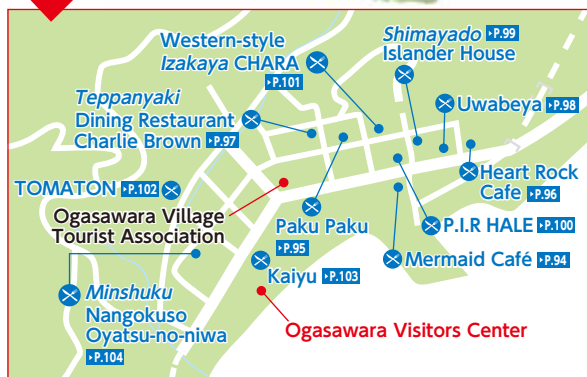 Western-style
Izakaya CHARA
▸P.101
Shimayado ▸P.99
Islander House
Teppanyaki
Dining Restaurant
Charlie Brown ▸P.97
Uwabeya ▸P.98
TOMATON ▸P.102
Heart Rock
Cafe ▸P.96
Ogasawara Village
Tourist Association
Paku Paku
▸P.95
P.I.R HALE ▸P.100
Kaiyu ▸P.103
Mermaid Café ▸P.94
Minshuku
Nangokuso
Oyatsu-no-niwa
▸P.104
Ogasawara Visitors Center